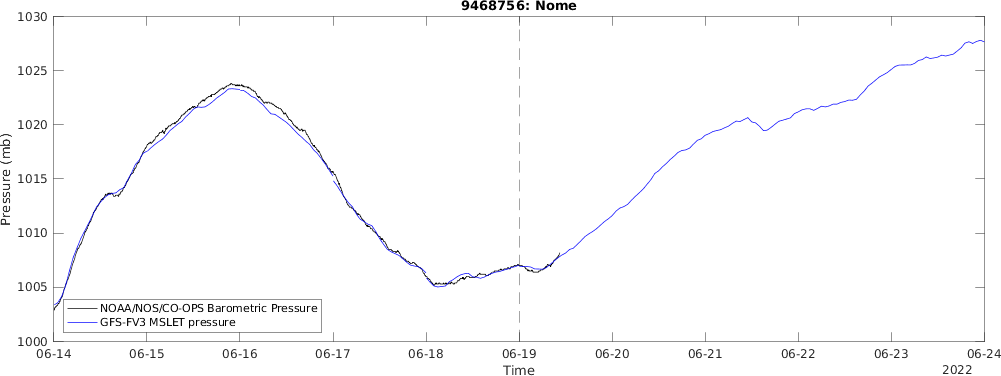 9468756: Nome
1030
1025
1020
1015
1010
1005
1000
Pressure (mb)
NOAA/NOS/CO-OPS Barometric Pressure
GFS-FV3 MSLET pressure
06-14 06-15 06-16 06-17 06-18 06-19 06-20 06-21 06-22 06-23 06-24
Time
2022